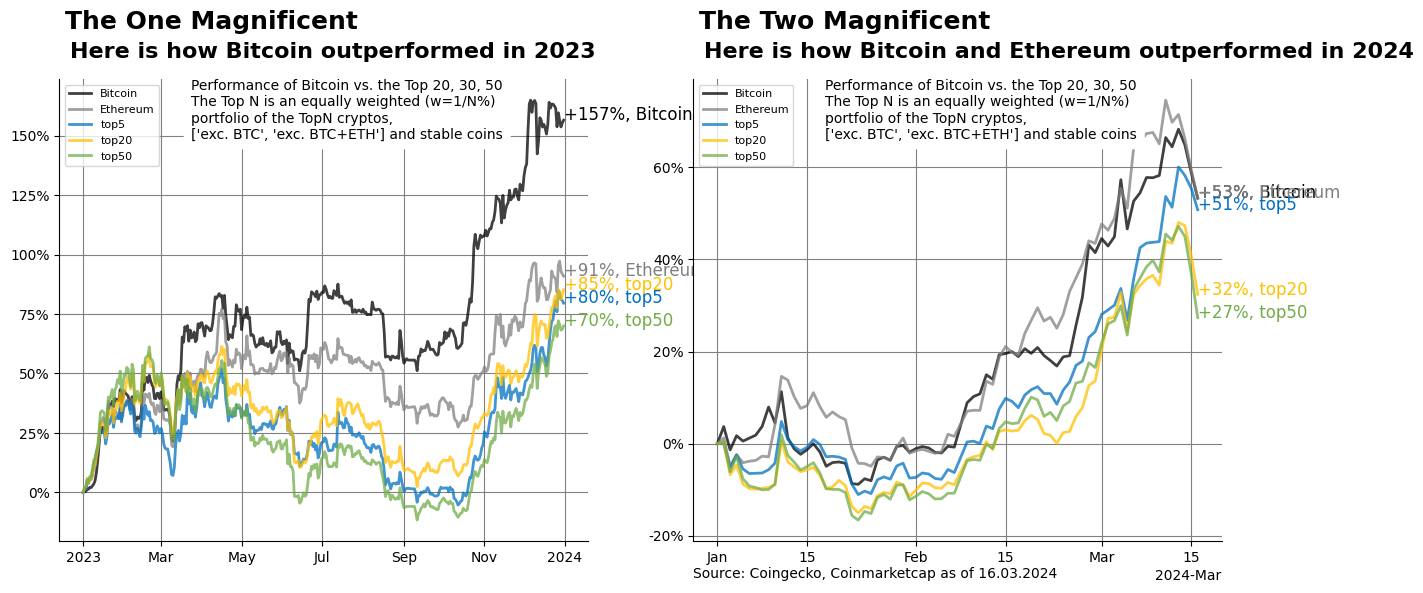 The One Magnificent
Here is how Bitcoin outperformed in 2023
Bitcoin
Ethereum
top5
top20
top50
Performance of Bitcoin vs. the Top 20, 30, 50
The Top N is an equally weighted (w=1/N%)
portfolio of the TopN cryptos,
['exc. BTC', 'exc. BTC+ETH'] and stable coins
150%
125%
100%
75%
50%
25%
0%
+157%, Bitcoin
+91%, Ethereum
+85%, top20
+80%, top5
+70%, top50
2023
Mar
May
Jul
Sep
Nov
2024
The Two Magnificent
Here is how Bitcoin and Ethereum outperformed in 2024
Bitcoin
Ethereum
top5
top20
top50
Performance of Bitcoin vs. the Top 20, 30, 50
The Top N is an equally weighted (w=1/N%)
portfolio of the TopN cryptos,
['exc. BTC', 'exc. BTC+ETH'] and stable coins
60%
40%
20%
0%
-20%
+53%, Bitcoin
+51%, top5
+32%, top20
+27%, top50
Jan
15
Feb
15
Mar
15
2024-Mar
Source: Coingecko, Coinmarketcap as of 16.03.2024